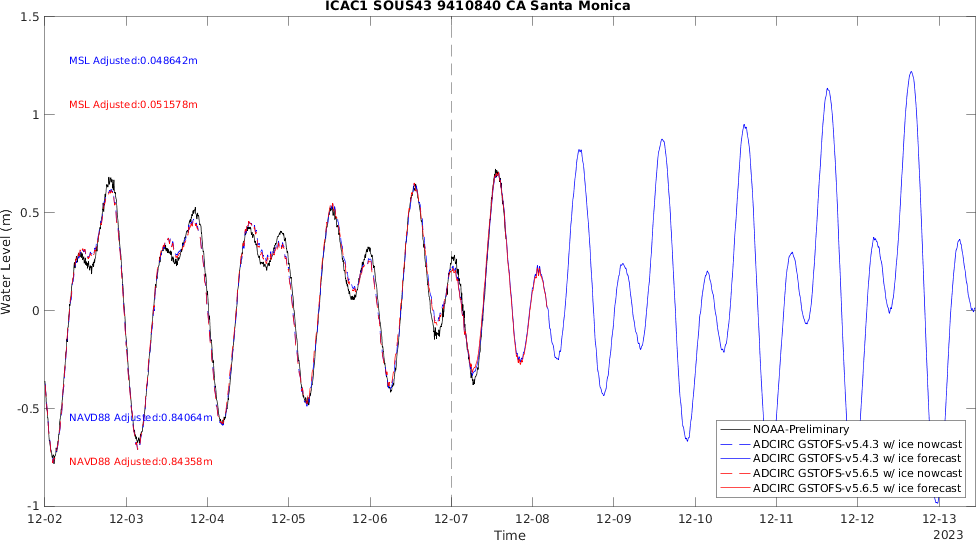 ICAC1 SOUS43 9410840 CA Santa Monica
1.5
MSL Adjusted:0.048642m
MSL Adjusted:0.051578m
1
0.5
Water Level (m)
0
-0.5
NAVD88 Adjusted:0.84064m
NAVD88 Adjusted:0.84358m
NOAA-Preliminary
ADCIRC GSTOFS-v5.4.3 w/ ice nowcast
ADCIRC GSTOFS-v5.4.3 w/ ice forecast
ADCIRC GSTOFS-v5.6.5 w/ ice nowcast
ADCIRC GSTOFS-v5.6.5 w/ ice forecast
-1
12-02 12-03 12-04 12-05 12-06 12-07 12-08 12-09 12-10 12-11 12-12 12-13
Time 2023